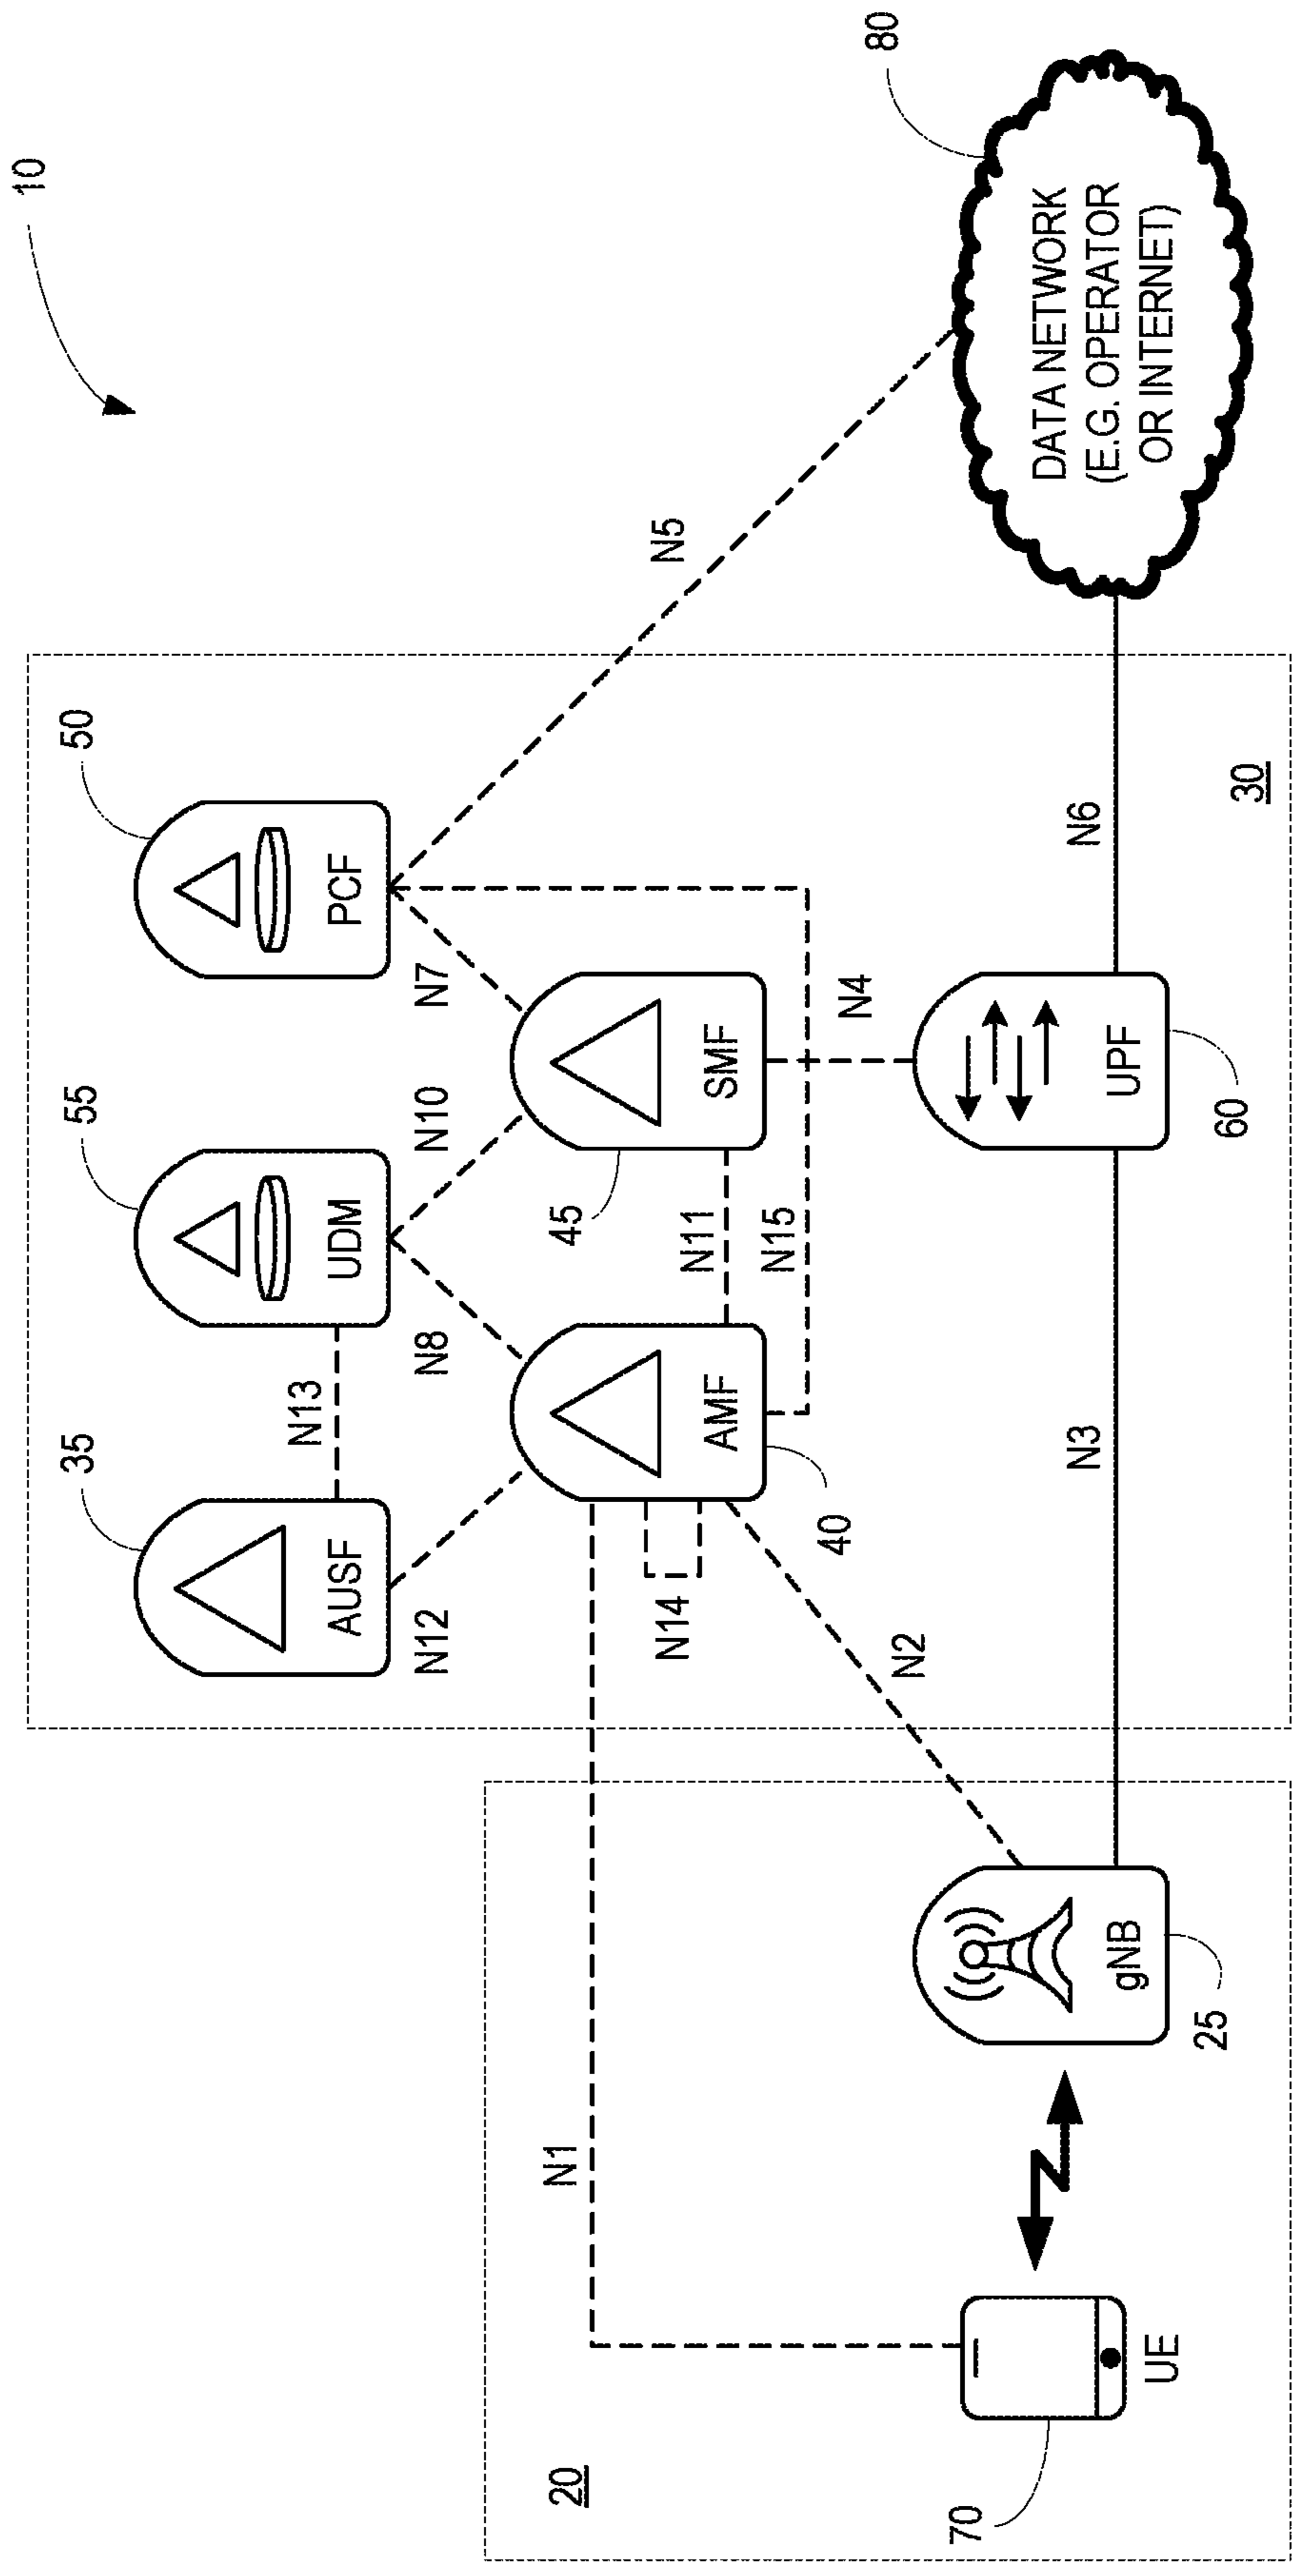 10
35
55
50
80
AUSF
N13
UDM
PCF
N12
N8
N10
N7
N5
N1
N14
AMF
N11
45
SMF
N15
40
N4
N2
20
70
UE
gNB
25
N3
UPF
60
N6
30
DATA NETWORK
(E.G. OPERATOR
OR INTERNET)